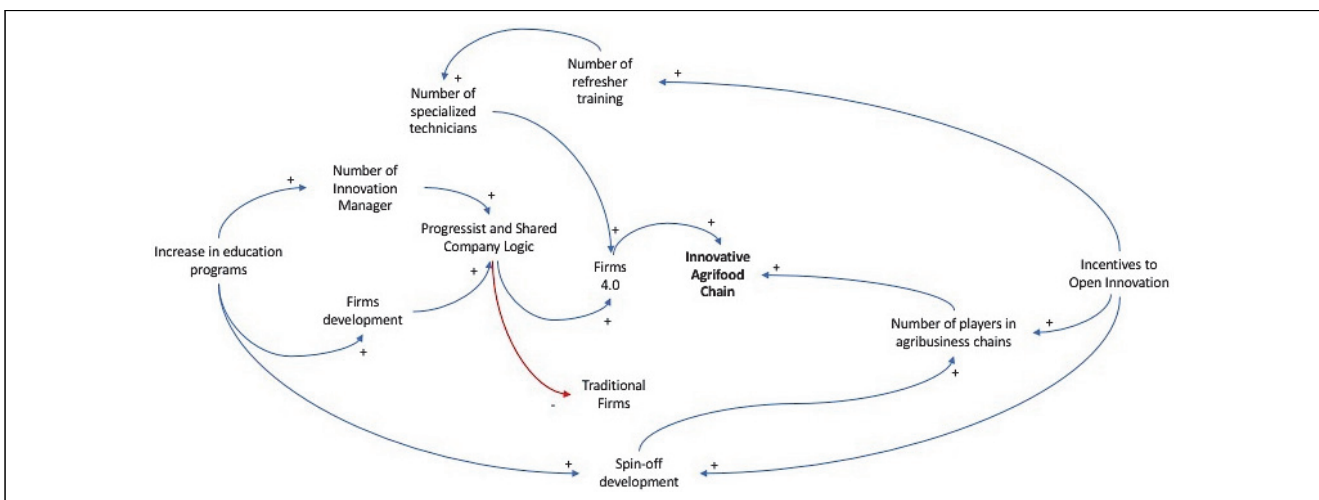 Number of
refresher
training
+
+
Number of
specialized
technicians
Number of
Innovation
Manager
+
+
Progressist and Shared
Company Logic
+
+
Increase in education
programs
Firms
4.0
Innovative
Agrifood
Chain
+
Incentives to
Open Innovation
+
Firms
development
+
+
Number of players in
agribusiness chains
+
+
Traditional
Firms
-
+
Spin-off
development
+